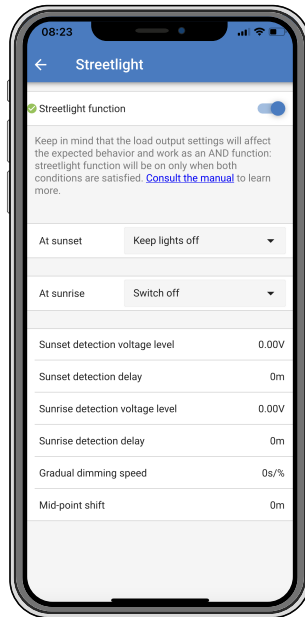 08:23
Streetlight
Streetlight function
Keep in mind that the load output settings will affect
the expected behavior and work as an AND function:
streetlight function will be on only when both
conditions are satisfied. Consult the manual to learn
more.
At sunset Keep lights off
At sunrise Switch off
Sunset detection voltage level 0.00V
Sunset detection delay 0m
Sunrise detection voltage level 0.00V
Sunrise detection delay 0m
Gradual dimming speed 0s/%
Mid-point shift 0m